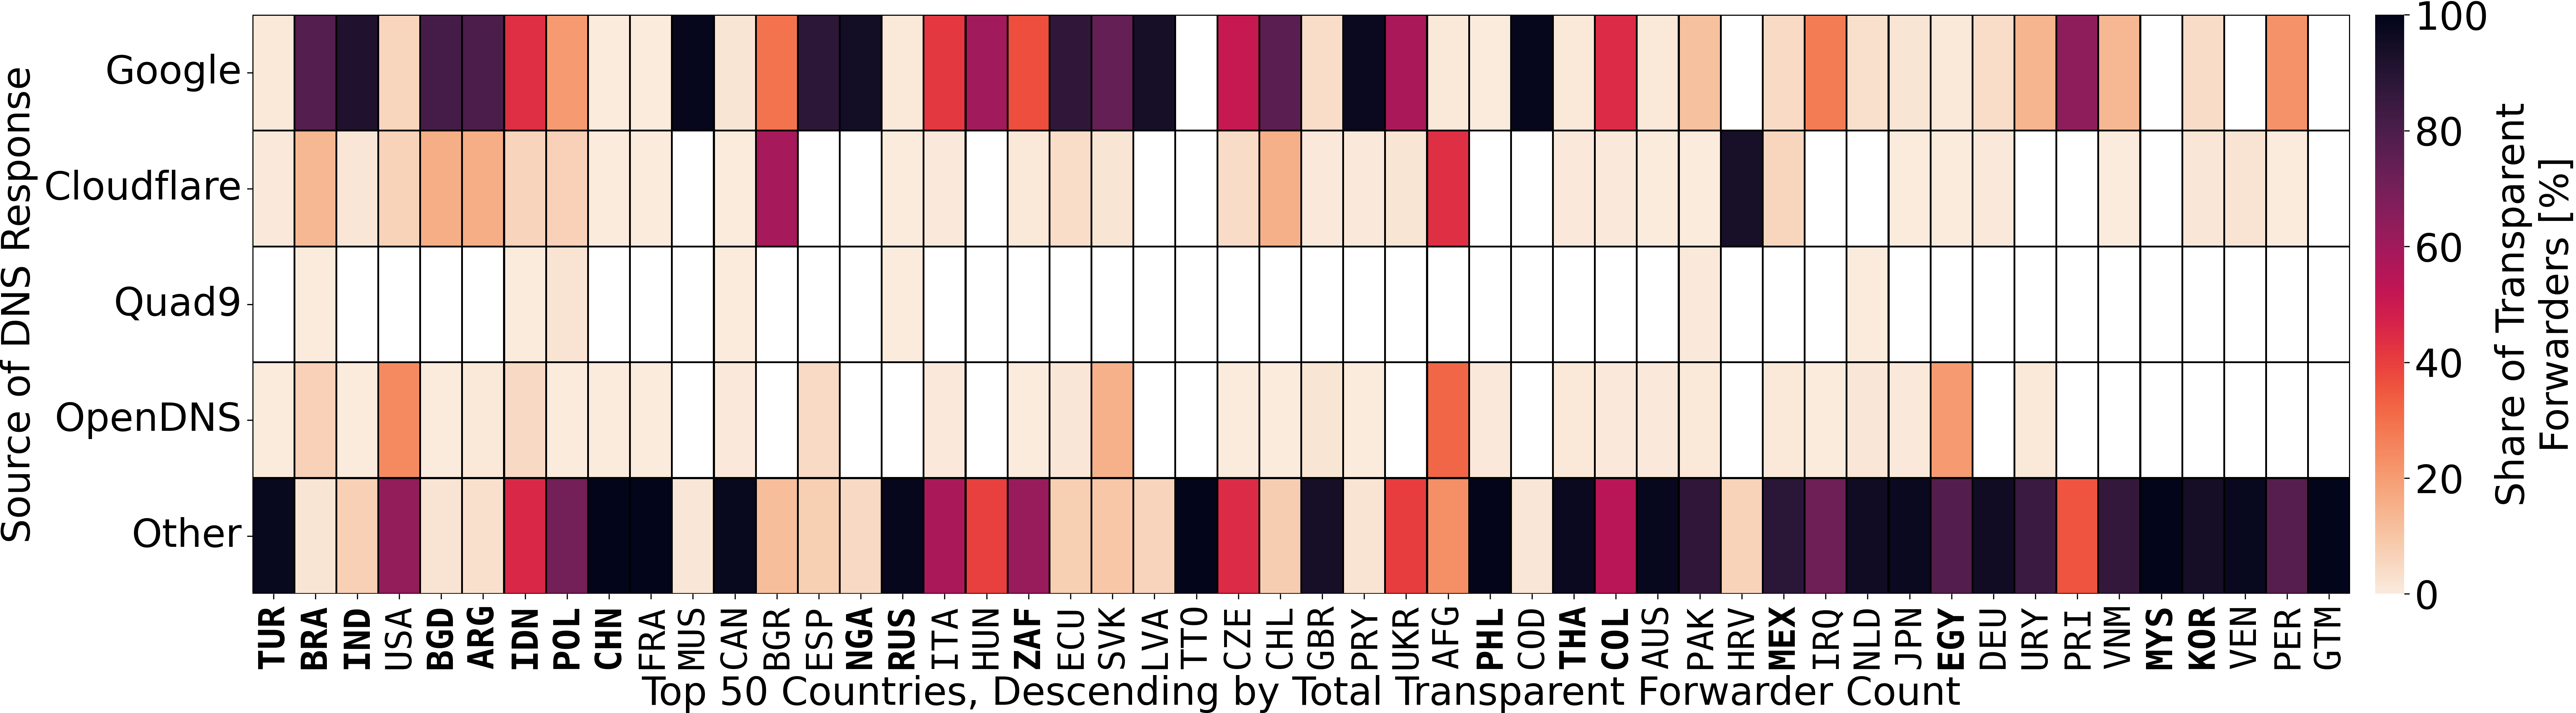 Source of DNS Response
Google
Cloudflare
Quad9
OpenDNS
Other
TUR BRA IND USA BGD ARG IDN POL CHN FRA MUS CAN BGR ESP NGA RUS ITA HUN ZAF ECU SVK LVA TTO CZE CHL GBR PRY UKR AFG PHL COD THA COL AUS PAK HRV MEX IRQ NLD JPN EGY DEU URY PRI VNM MYS KOR VEN PER GTM
Top 50 Countries, Descending by Total Transparent Forwarder Count
100
80
60
40
20
0
Share of Transparent
Forwarders [%]